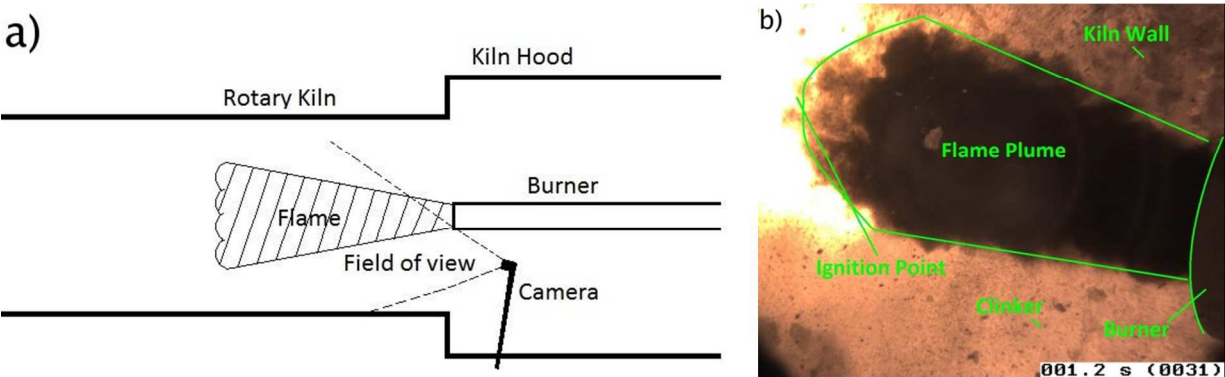 a)
Kiln Hood
Rotary Kiln
Burner
Flame
Field of view
Camera
b)
Kiln Wall
Flame Plume
Ignition Point
Clinker
Burner
001.2 s (0031)